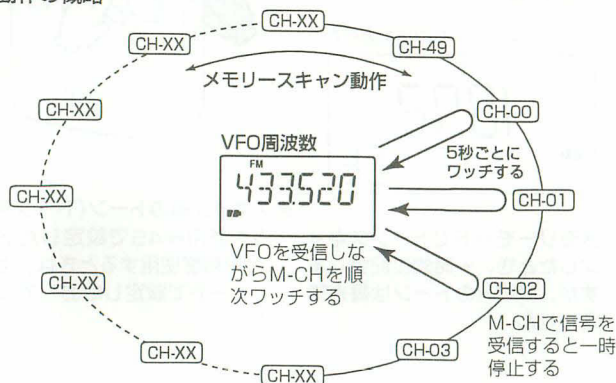 動作の概略
CH-XX
CH-XX
CH-49
メモリースキャン動作
CH-XX
CH-00
VFO周波数
5秒ごとに
ワッチする
FM
433.520
CH-XX
CH-01
VFOを受信しな
がらM-CHを順
次ワッチする
CH-XX
CH-02
M-CHで信号を
受信すると一時
停止する
CH-XX
CH-03
CH-XX